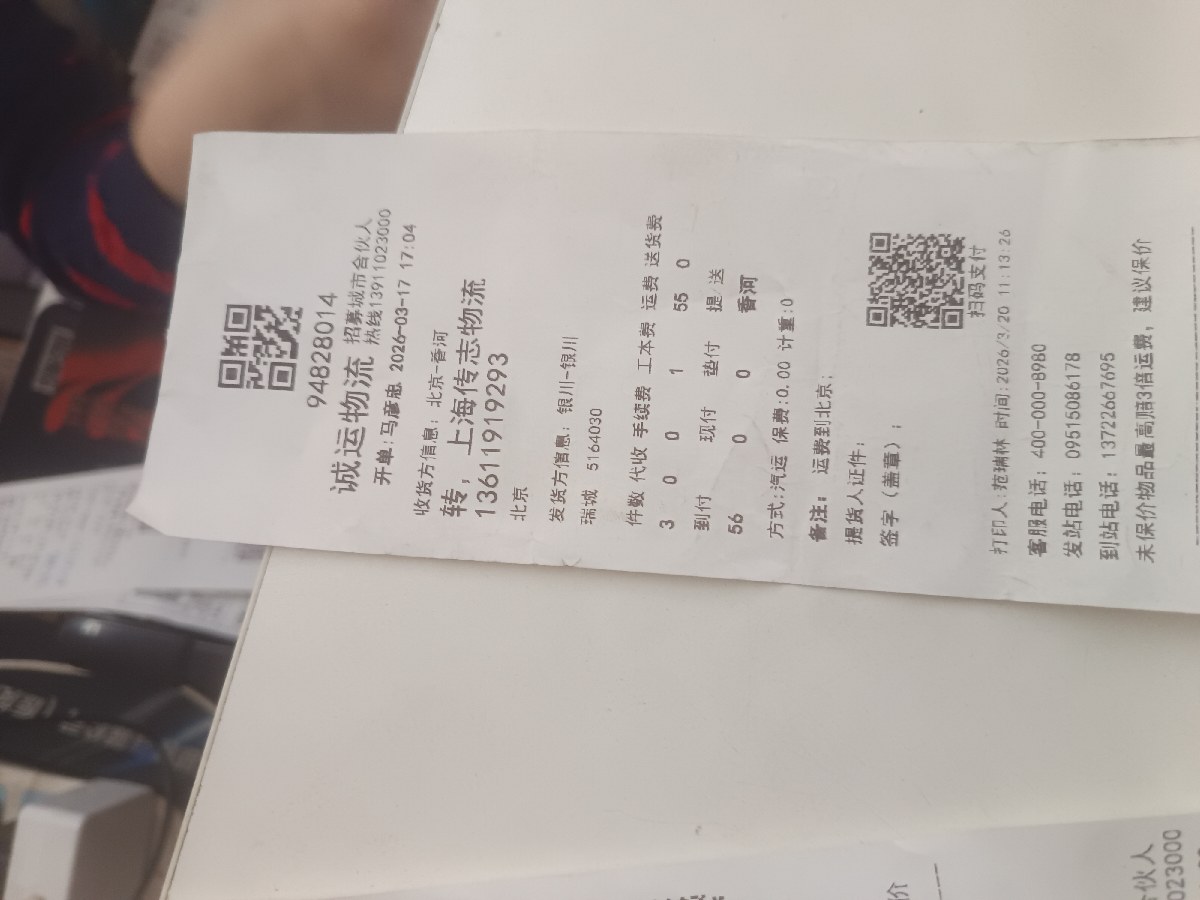 94828014
诚运物流 招募城市合伙人
热线13911023000
开单:马彦忠 2026-03-17 17:04
收货方信息: 北京-香河
转, 上海传志物流
13611919293
北京
发货方信息: 银川-银川
瑞城 5164030
件数 代收 手续费 工本费 运费 送货费
3 0 0 1 55 0
到付 现付 垫付 提/送
56 0 0 香河
方式:汽运 保费:0.00 计重:0
备注: 运费到北京;
提货人证件:
签字(盖章):
扫码支付
打印人:范瑞林 时间:2026/3/20 11:13:26
客服电话: 400-000-8980
发站电话: 09515086178
到站电话: 13722667695
未保价物品最高赔3倍运费, 建议保价
价
合伙人
023000